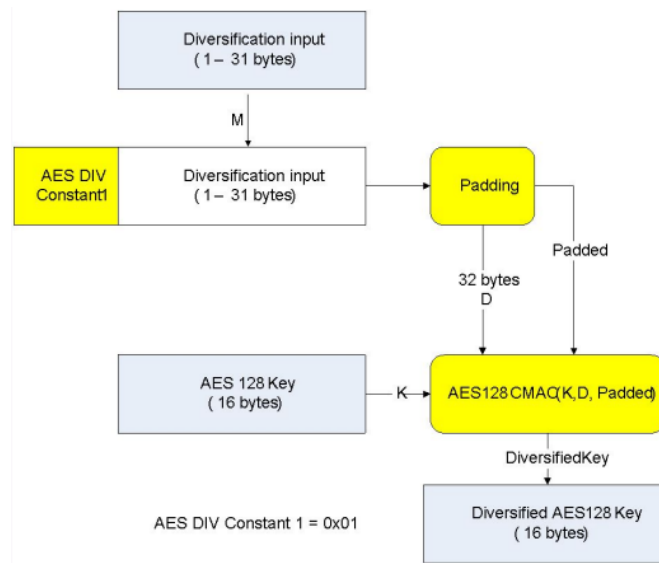 Diversification input
( 1 – 31 bytes)
M
AES DIV
Constant1
Diversification input
( 1 – 31 bytes)
Padding
32 bytes
D
Padded
AES 128 Key
( 16 bytes)
K
AES128 CMAC(K,D, Padded)
DiversifiedKey
AES DIV Constant 1 = 0x01
Diversified AES128 Key
( 16 bytes)